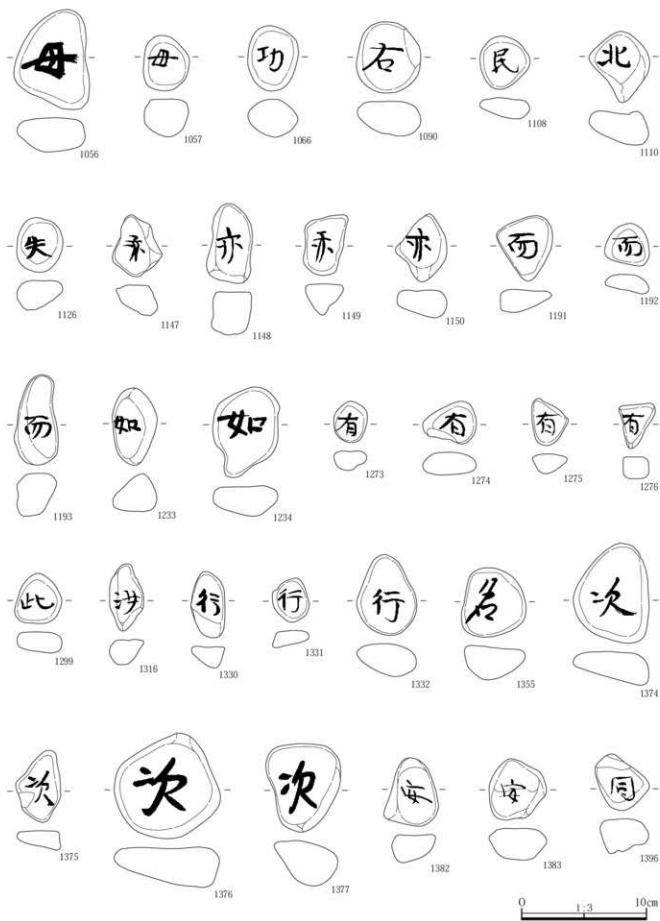 母 毋 功 右 民 北
1056 1057 1066 1090 1108 1110
失 亦 亦 亦 亦 而 而
1126 1147 1148 1149 1150 1191 1192
而 如 如 有 有 有 有
1193 1233 1234 1273 1274 1275 1276
此 行 行 行 名 次
1299 1316 1330 1331 1332 1355 1374
次 次 次 安 安 同
1375 1376 1377 1382 1383 1396
0 1:3 10cm